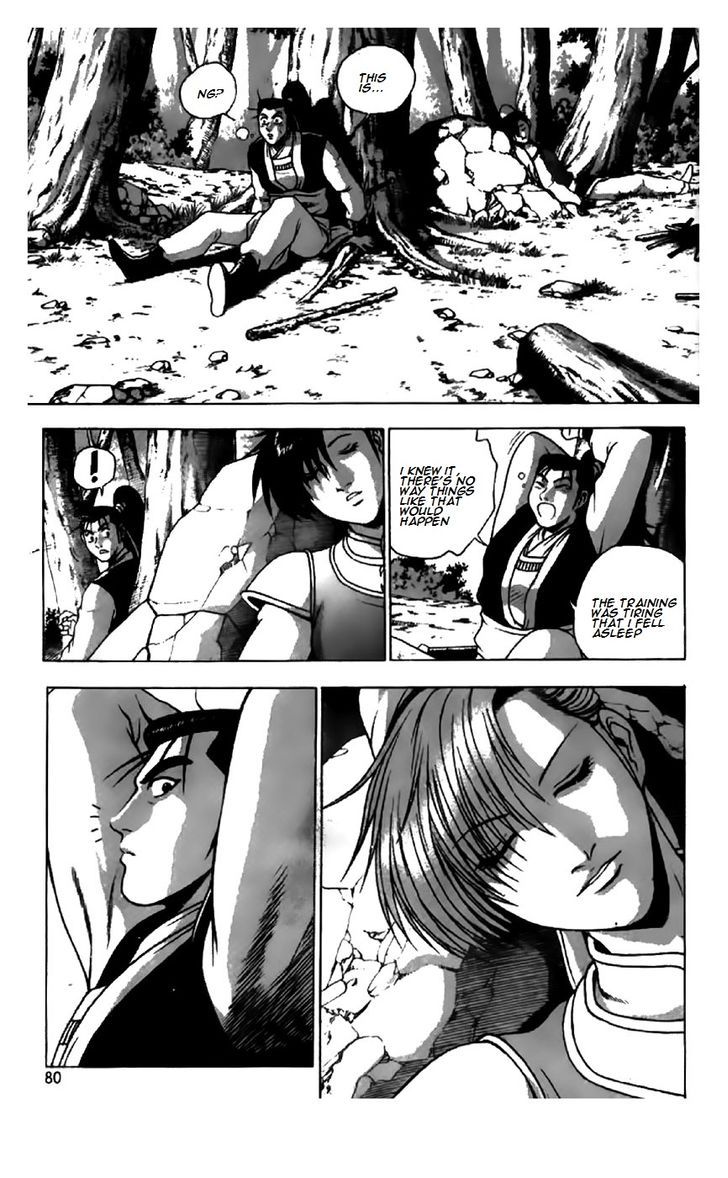 THIS
IS...
NG?
I KNEW IT,
THERE'S NO
WAY THINGS
LIKE THAT
WOULD
HAPPEN
THE TRAINING
WAS TIRING
THAT I FELL
ASLEEP
!
80